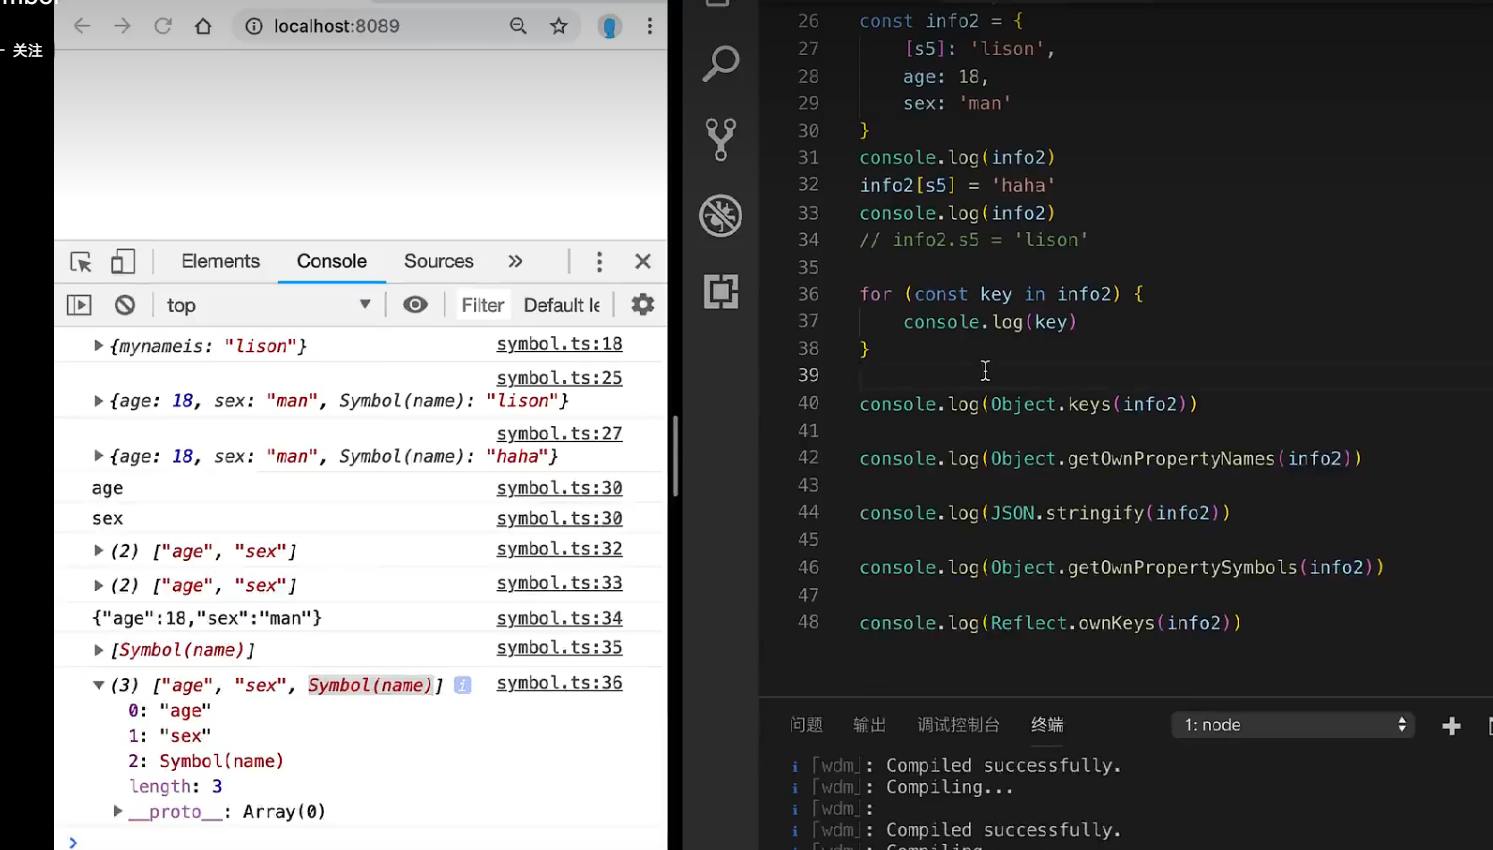 关注
localhost:8089
Elements Console Sources »
top Filter Default le
{mynameis: "lison"} symbol.ts:18
symbol.ts:25
{age: 18, sex: "man", Symbol(name): "lison"}
symbol.ts:27
{age: 18, sex: "man", Symbol(name): "haha"}
age symbol.ts:30
sex symbol.ts:30
(2) ["age", "sex"] symbol.ts:32
(2) ["age", "sex"] symbol.ts:33
{"age":18,"sex":"man"} symbol.ts:34
[Symbol(name)] symbol.ts:35
(3) ["age", "sex", Symbol(name)] i symbol.ts:36
0: "age"
1: "sex"
2: Symbol(name)
length: 3
__proto__: Array(0)
26 const info2 = {
27 [s5]: 'lison',
28 age: 18,
29 sex: 'man'
30 }
31 console.log(info2)
32 info2[s5] = 'haha'
33 console.log(info2)
34 // info2.s5 = 'lison'
35
36 for (const key in info2) {
37 console.log(key)
38 }
39
40 console.log(Object.keys(info2))
41
42 console.log(Object.getOwnPropertyNames(info2))
43
44 console.log(JSON.stringify(info2))
45
46 console.log(Object.getOwnPropertySymbols(info2))
47
48 console.log(Reflect.ownKeys(info2))
问题 输出 调试控制台 终端 1: node
i ｢wdm｣: Compiled successfully.
i ｢wdm｣: Compiling...
i ｢wdm｣:
i ｢wdm｣: Compiled successfully.